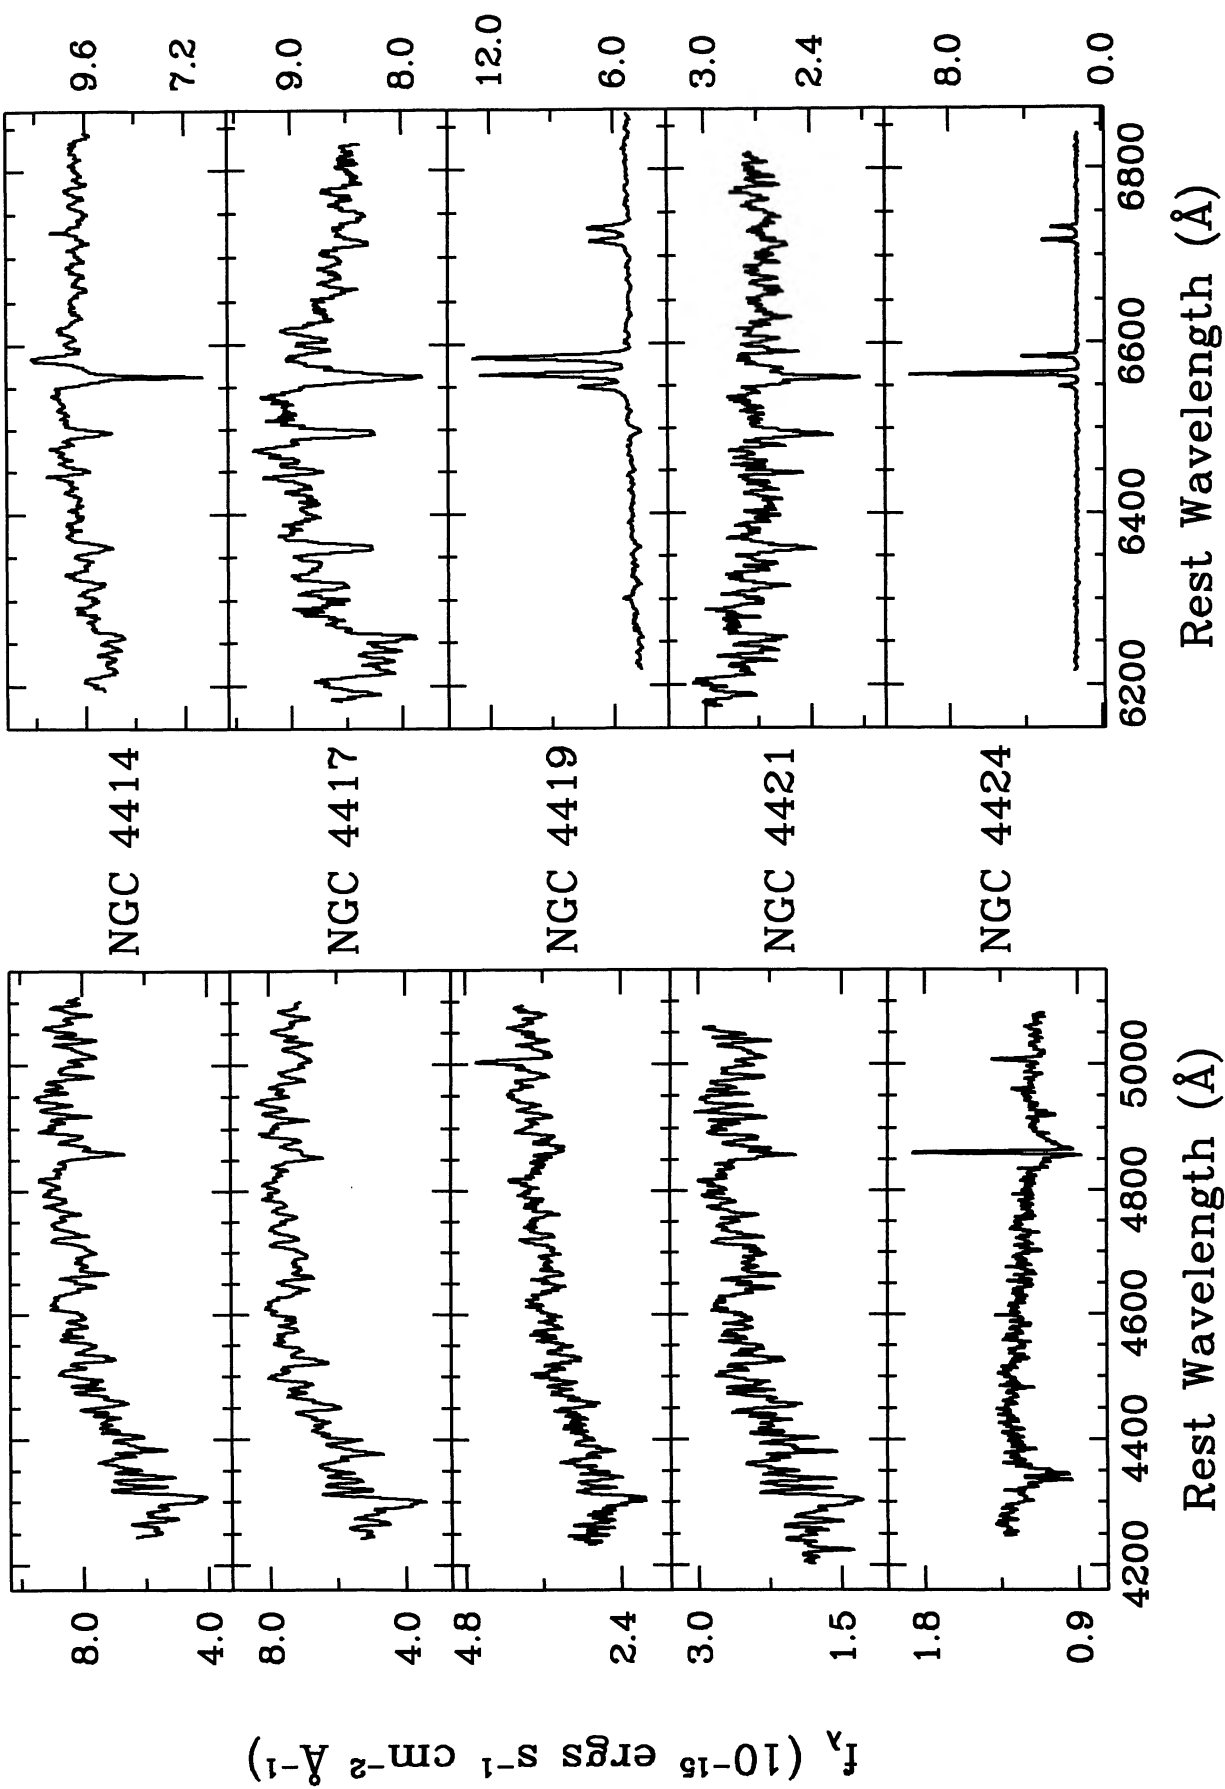 f_λ (10⁻¹⁵ ergs s⁻¹ cm⁻² Å⁻¹)
8.0
4.0
NGC 4414
9.6
7.2
8.0
4.0
NGC 4417
9.0
8.0
4.8
2.4
NGC 4419
12.0
6.0
3.0
1.5
NGC 4421
3.0
2.4
1.8
0.9
NGC 4424
8.0
0.0
4200 4400 4600 4800 5000
6200 6400 6600 6800
Rest Wavelength (Å)
Rest Wavelength (Å)